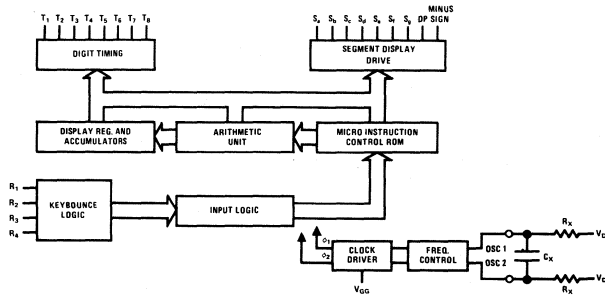 T1 T2 T3 T4 T5 T6 T7 T8
DIGIT TIMING
MINUS
Sa Sb Sc Sd Se Sf Sg DP SIGN
SEGMENT DISPLAY
DRIVE
DISPLAY REG. AND
ACCUMULATORS
ARITHMETIC
UNIT
MICRO INSTRUCTION
CONTROL ROM
R1
R2
R3
R4
KEYBOUNCE
LOGIC
INPUT LOGIC
ϕ1
ϕ2
CLOCK
DRIVER
VGG
FREQ.
CONTROL
OSC 1
OSC 2
RX
CX
RX